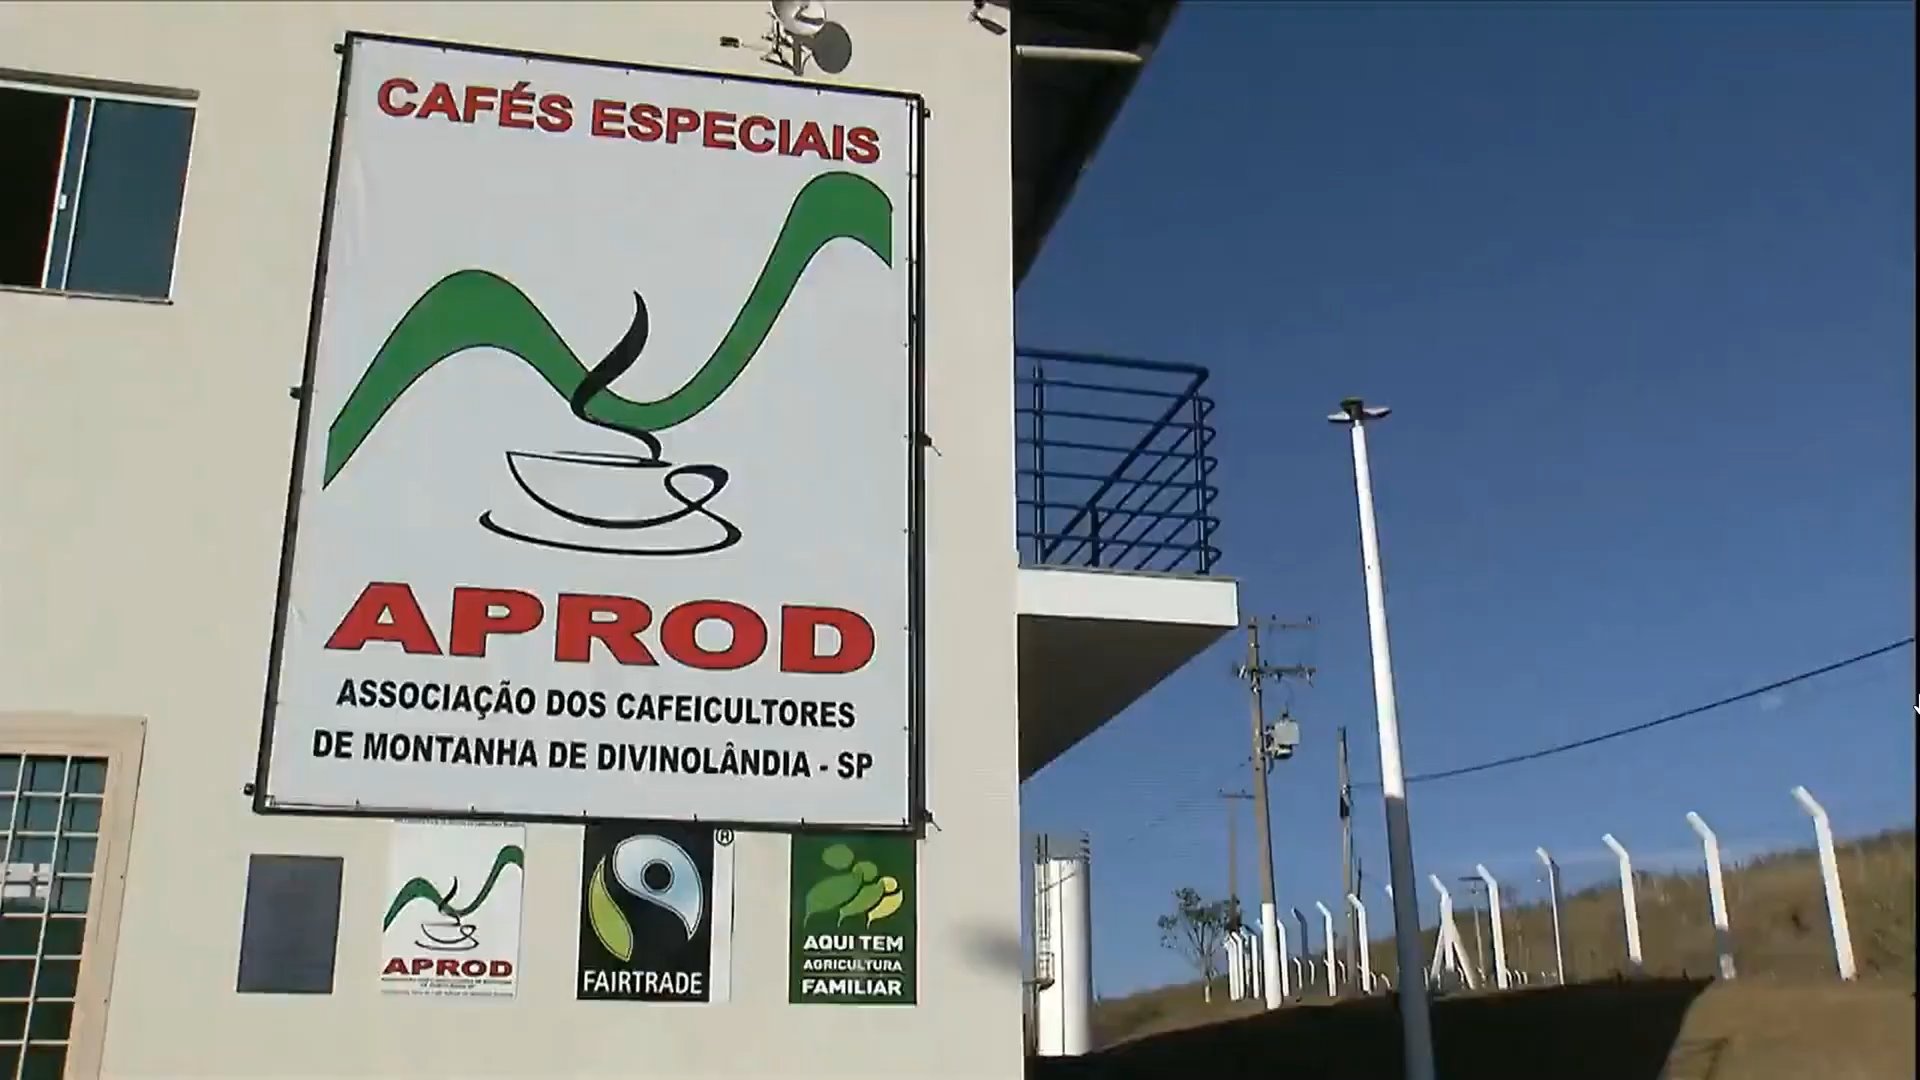 CAFÉS ESPECIAIS
APROD
ASSOCIAÇÃO DOS CAFEICULTORES
DE MONTANHA DE DIVINOLÂNDIA - SP
APROD
®
FAIRTRADE
AQUI TEM
AGRICULTURA
FAMILIAR